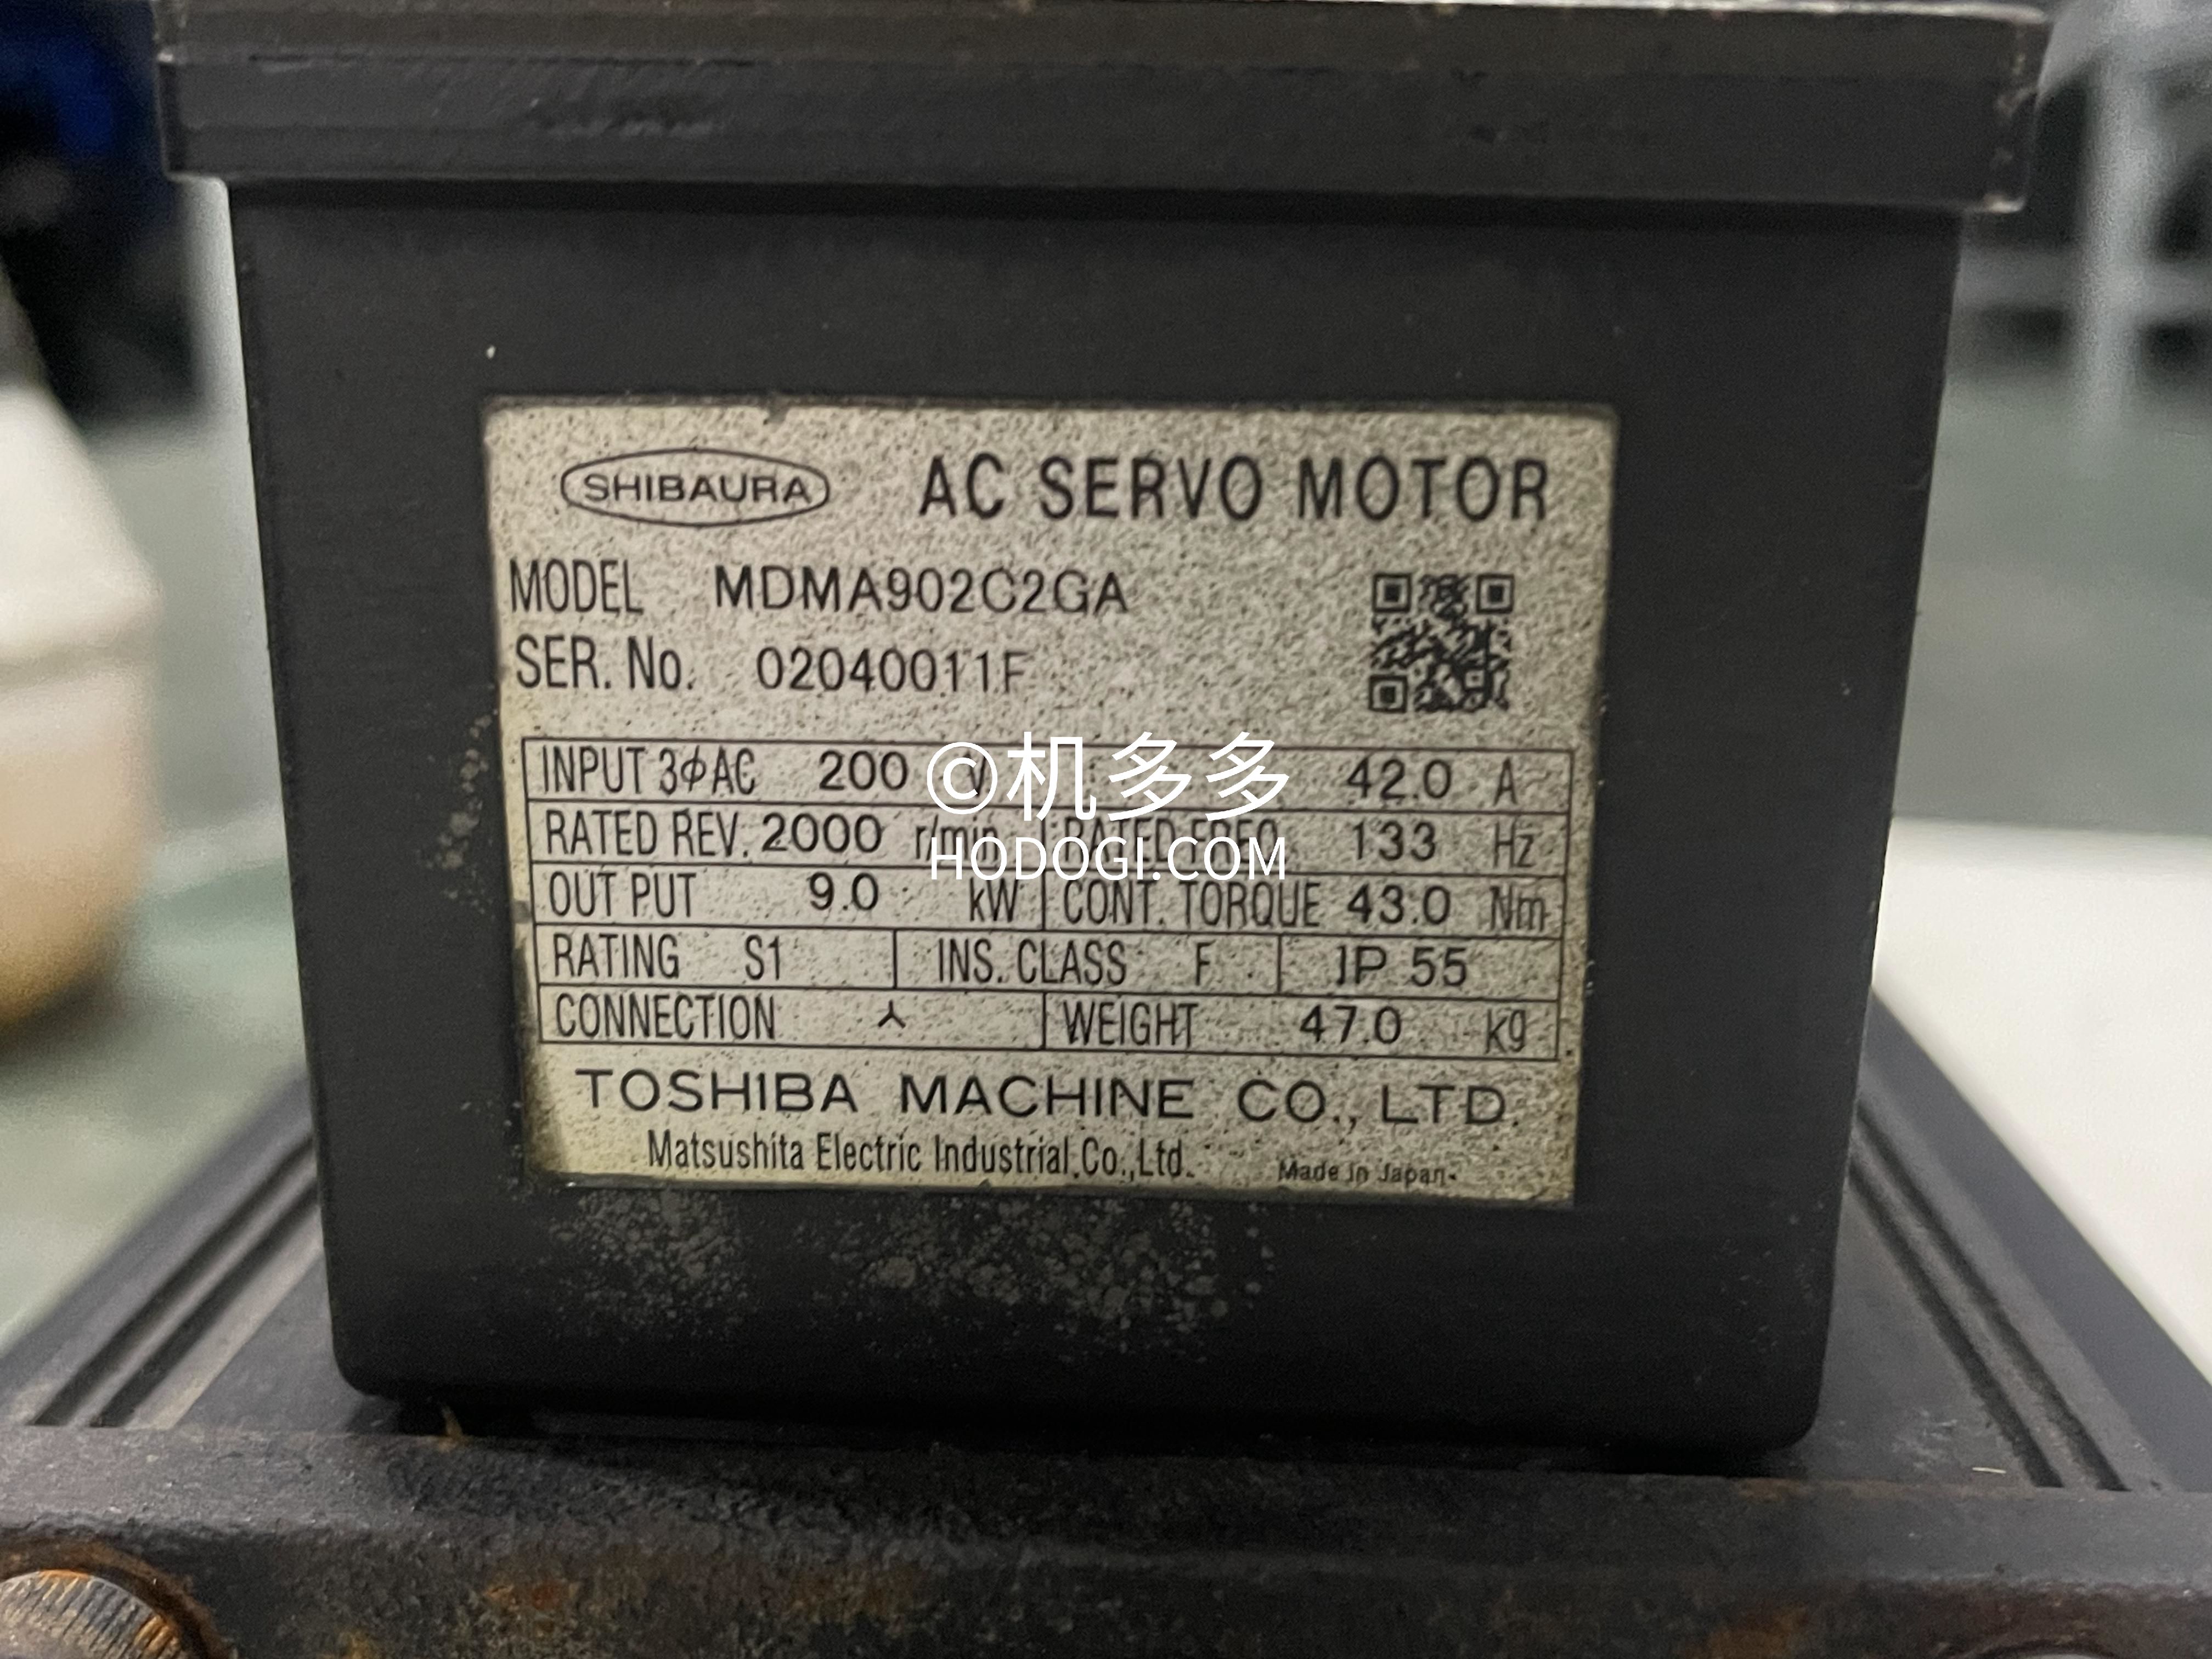 SHIBAURA AC SERVO MOTOR
MODEL MDMA902C2GA
SER. No. 02040011F
INPUT 3φAC 200 V 42.0 A
RATED REV. 2000 r/min RATED FREQ. 133 Hz
OUT PUT 9.0 kW CONT. TORQUE 43.0 Nm
RATING S1 INS. CLASS F IP 55
CONNECTION 人 WEIGHT 47.0 kg
TOSHIBA MACHINE CO., LTD.
Matsushita Electric Industrial Co.,Ltd. Made in Japan
©机多多
HODOGI.COM